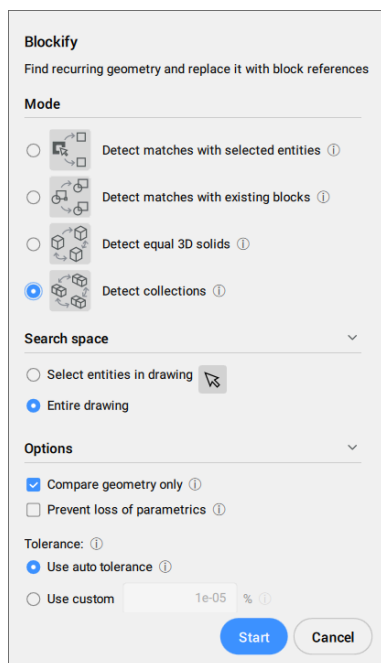 Blockify
Find recurring geometry and replace it with block references
Mode
Detect matches with selected entities
Detect matches with existing blocks
Detect equal 3D solids
Detect collections
Search space
Select entities in drawing
Entire drawing
Options
Compare geometry only
Prevent loss of parametrics
Tolerance:
Use auto tolerance
Use custom 1e-05 %
Start Cancel